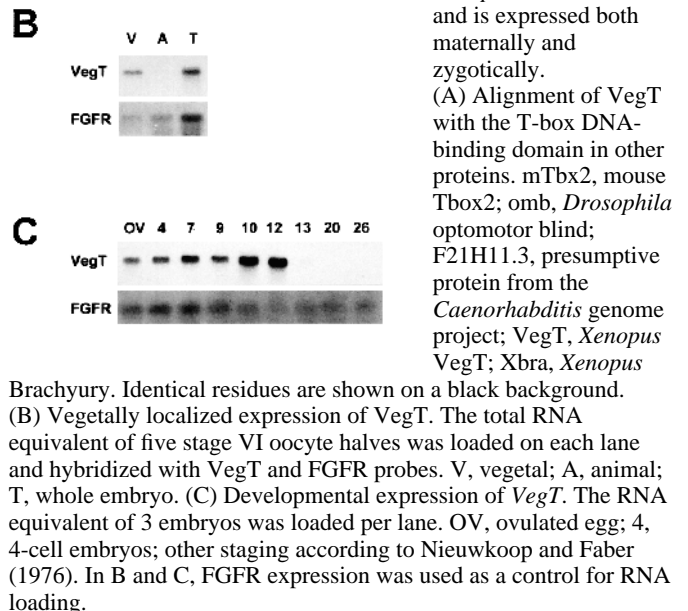 B
V A T
VegT
FGFR
C
OV 4 7 9 10 12 13 20 26
VegT
FGFR
and is expressed both
maternally and
zygotically.
(A) Alignment of VegT
with the T-box DNA-
binding domain in other
proteins. mTbx2, mouse
Tbox2; omb, Drosophila
optomotor blind;
F21H11.3, presumptive
protein from the
Caenorhabditis genome
project; VegT, Xenopus
VegT; Xbra, Xenopus
Brachyury. Identical residues are shown on a black background.
(B) Vegetally localized expression of VegT. The total RNA
equivalent of five stage VI oocyte halves was loaded on each lane
and hybridized with VegT and FGFR probes. V, vegetal; A, animal;
T, whole embryo. (C) Developmental expression of VegT. The RNA
equivalent of 3 embryos was loaded per lane. OV, ovulated egg; 4,
4-cell embryos; other staging according to Nieuwkoop and Faber
(1976). In B and C, FGFR expression was used as a control for RNA
loading.